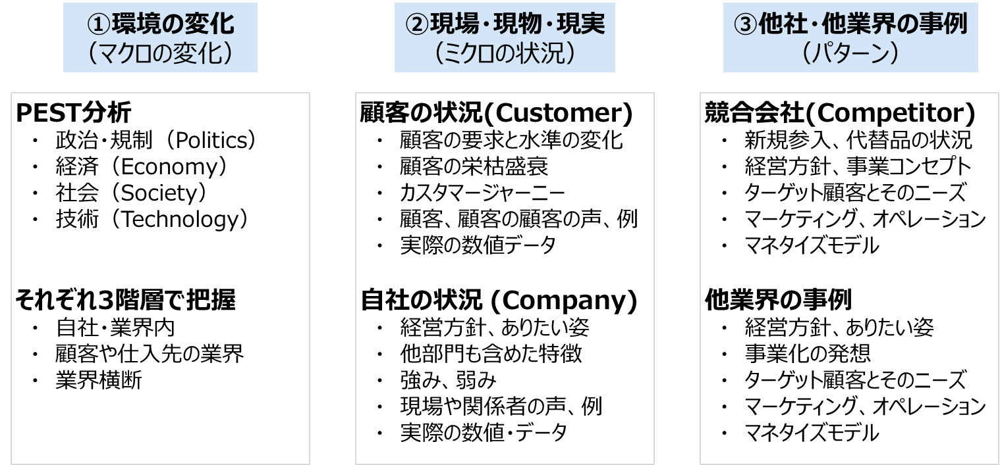 ①環境の変化
（マクロの変化）
PEST分析
・ 政治・規制（Politics）
・ 経済（Economy）
・ 社会（Society）
・ 技術（Technology）
それぞれ3階層で把握
・ 自社・業界内
・ 顧客や仕入先の業界
・ 業界横断
②現場・現物・現実
（ミクロの状況）
顧客の状況(Customer)
・ 顧客の要求と水準の変化
・ 顧客の栄枯盛衰
・ カスタマージャーニー
・ 顧客、顧客の顧客の声、例
・ 実際の数値データ
自社の状況 (Company)
・ 経営方針、ありたい姿
・ 他部門も含めた特徴
・ 強み、弱み
・ 現場や関係者の声、例
・ 実際の数値・データ
③他社・他業界の事例
（パターン）
競合会社(Competitor)
・ 新規参入、代替品の状況
・ 経営方針、事業コンセプト
・ ターゲット顧客とそのニーズ
・ マーケティング、オペレーション
・ マネタイズモデル
他業界の事例
・ 経営方針、ありたい姿
・ 事業化の発想
・ ターゲット顧客とそのニーズ
・ マーケティング、オペレーション
・ マネタイズモデル